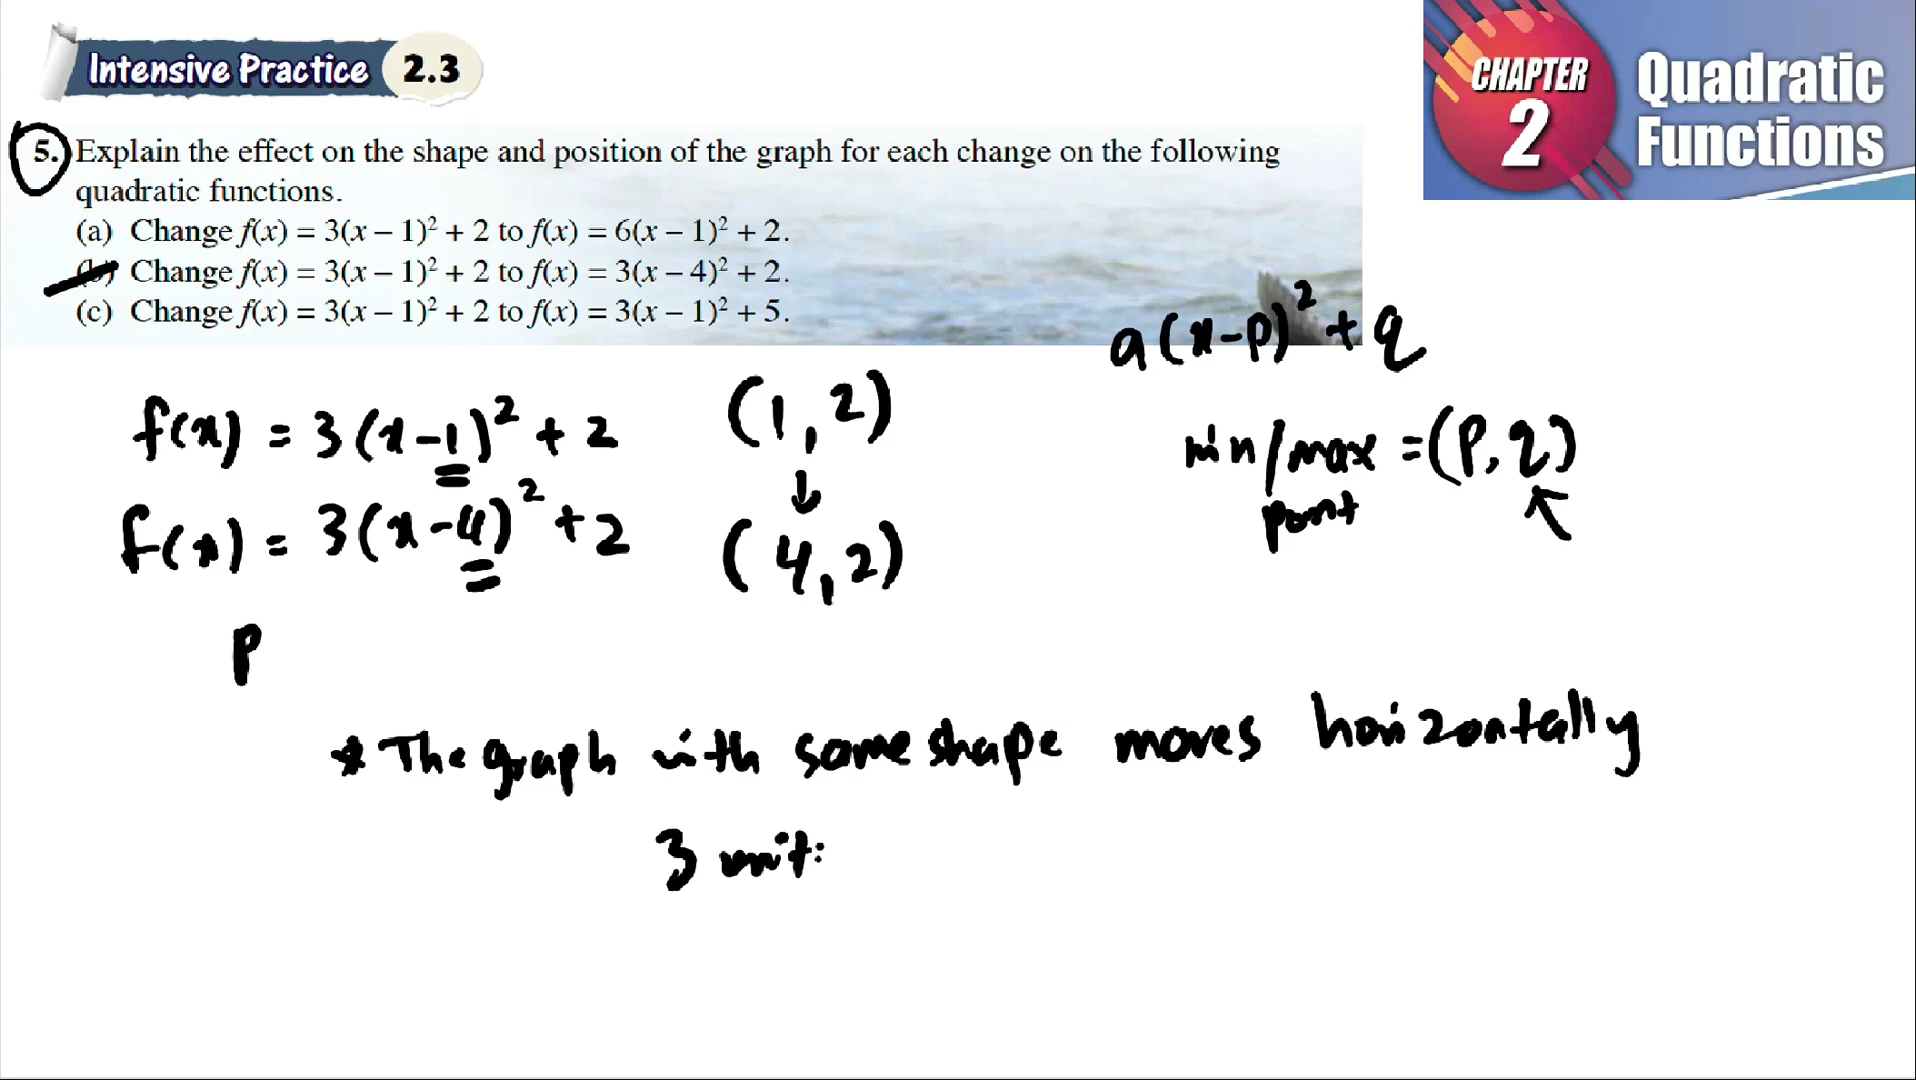 Intensive Practice 2.3
CHAPTER 2
Quadratic
Functions
5. Explain the effect on the shape and position of the graph for each change on the following
quadratic functions.
(a) Change f(x) = 3(x – 1)² + 2 to f(x) = 6(x – 1)² + 2.
(b) Change f(x) = 3(x – 1)² + 2 to f(x) = 3(x – 4)² + 2.
(c) Change f(x) = 3(x – 1)² + 2 to f(x) = 3(x – 1)² + 5.
a(x-p)² + q
f(x) = 3(x-1)² + 2 (1, 2)
min/max = (p, q)
point
↓
f(x) = 3(x-4)² + 2 (4, 2)
P
* The graph with same shape moves horizontally
3 unit